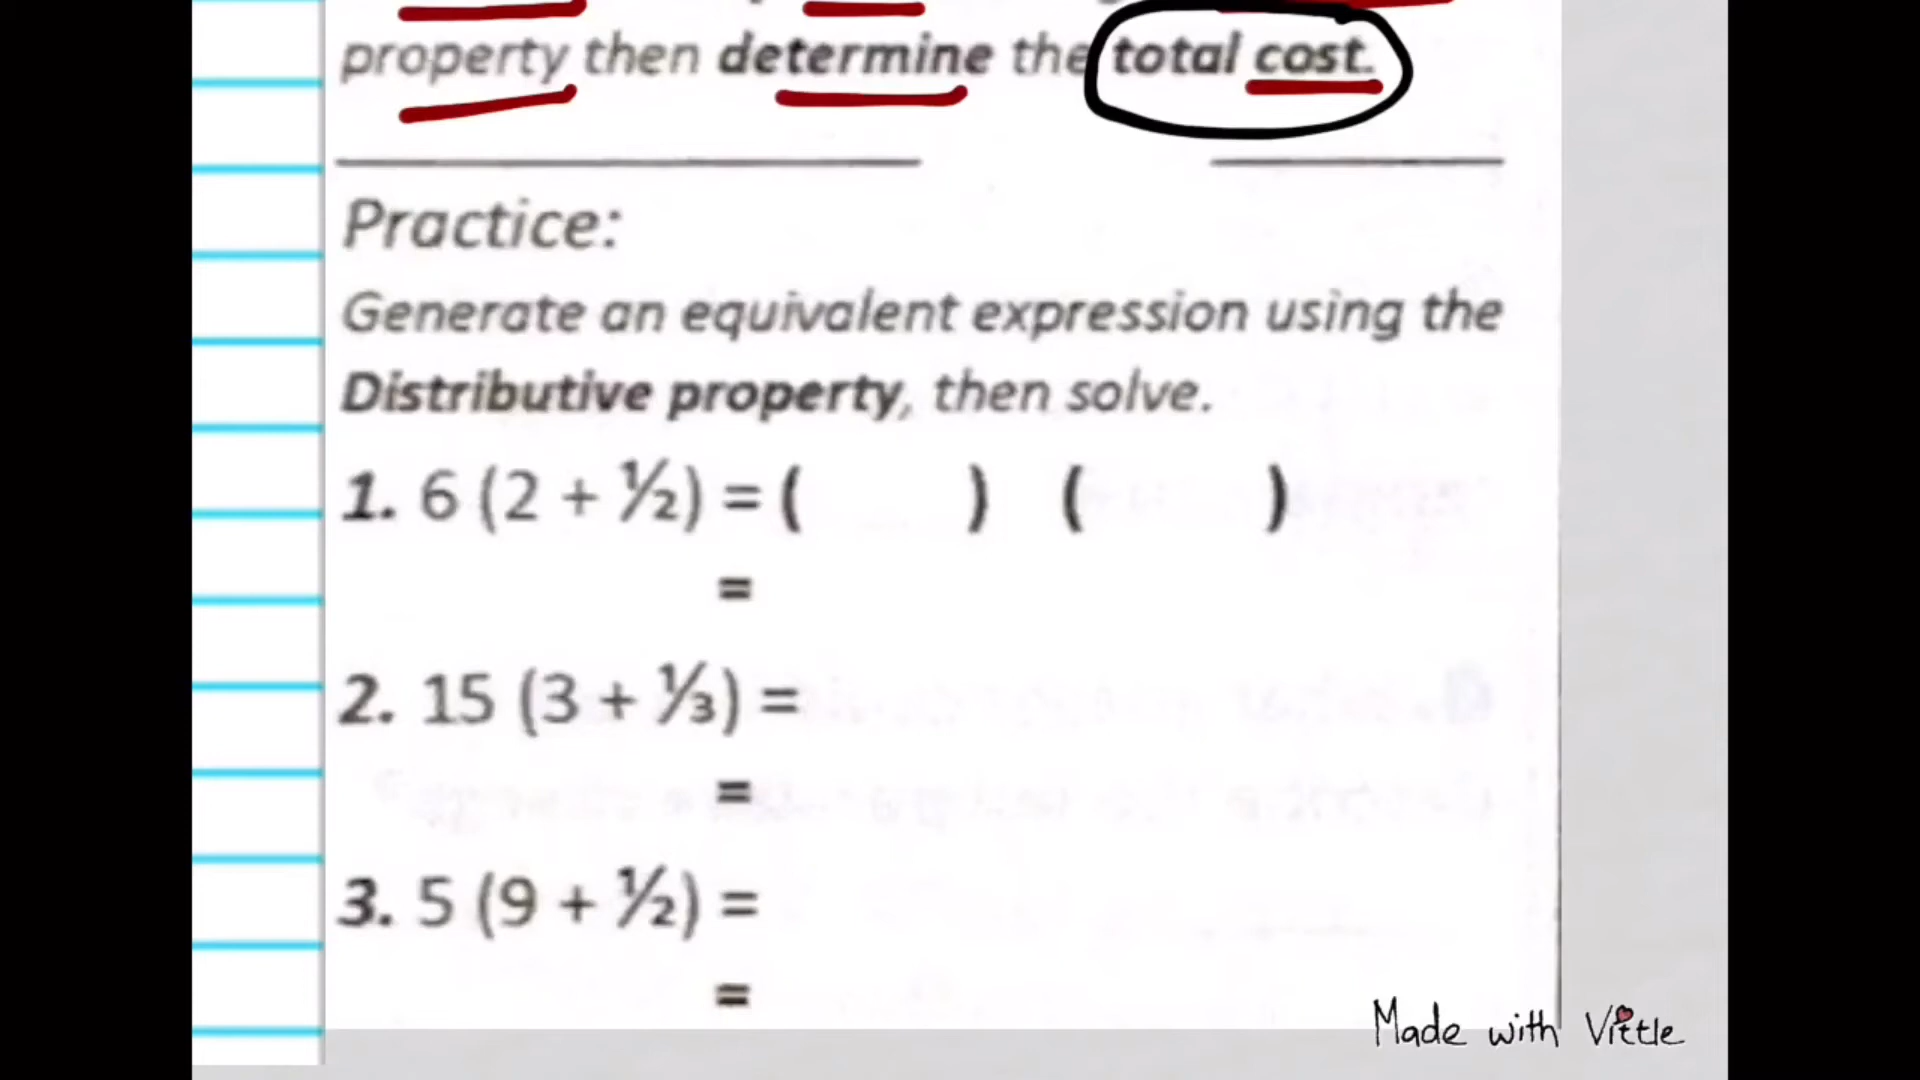 property then determine the total cost.
Practice:
Generate an equivalent expression using the
Distributive property, then solve.
1. 6 (2 + ½) = ( ) ( )
=
2. 15 (3 + ⅓) =
=
3. 5 (9 + ½) =
=
Made with Vittle